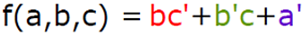 f(a,b,c) = bc'+b'c+a'